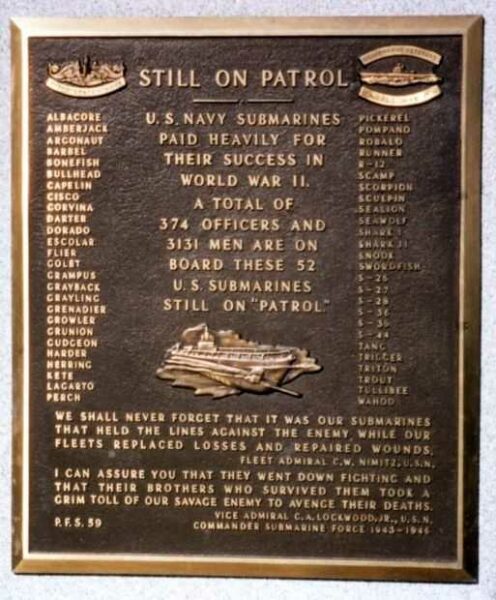 STILL ON PATROL
ALBACORE
AMBERJACK
ARGONAUT
BARBEL
BONEFISH
BULLHEAD
CAPELIN
CISCO
CORVINA
DARTER
DORADO
ESCOLAR
FLIER
GOLET
GRAMPUS
GRAYBACK
GRAYLING
GRENADIER
GROWLER
GRUNION
GUDGEON
HARDER
HERRING
KETE
LAGARTO
PERCH
U.S. NAVY SUBMARINES
PAID HEAVILY FOR
THEIR SUCCESS IN
WORLD WAR II.
A TOTAL OF
374 OFFICERS AND
3131 MEN ARE ON
BOARD THESE 52
U.S. SUBMARINES
STILL ON "PATROL."
PICKEREL
POMPANO
ROBALO
RUNNER
R-12
SCAMP
SCORPION
SCULPIN
SEALION
SEAWOLF
SHARK I
SHARK II
SNOOK
SWORDFISH
S-26
S-27
S-28
S-36
S-39
S-44
TANG
TRIGGER
TRITON
TROUT
TULLIBEE
WAHOO
WE SHALL NEVER FORGET THAT IT WAS OUR SUBMARINES
THAT HELD THE LINES AGAINST THE ENEMY WHILE OUR
FLEETS REPLACED LOSSES AND REPAIRED WOUNDS.
FLEET ADMIRAL C.W. NIMITZ, U.S.N.
I CAN ASSURE YOU THAT THEY WENT DOWN FIGHTING AND
THAT THEIR BROTHERS WHO SURVIVED THEM TOOK A
GRIM TOLL OF OUR SAVAGE ENEMY TO AVENGE THEIR DEATHS.
VICE ADMIRAL C.A. LOCKWOOD, JR., U.S.N.
P.F.S. 59
COMMANDER SUBMARINE FORCE 1943-1946